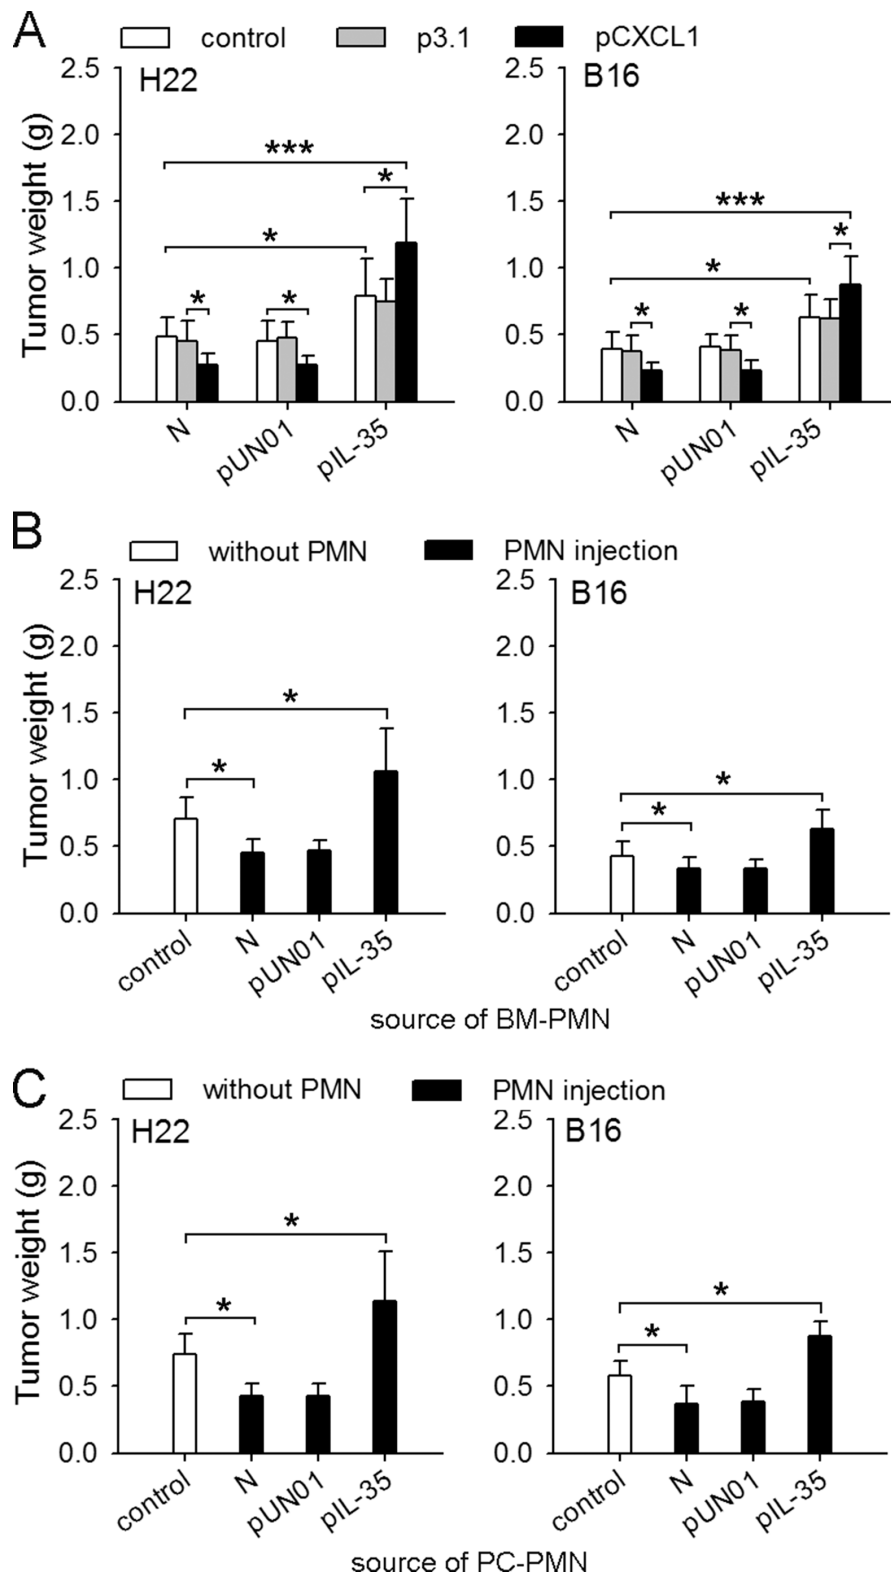 A
control p3.1 pCXCL1
H22 B16
Tumor weight (g)
2.5 2.5
2.0 2.0
1.5 1.5
1.0 1.0
0.5 0.5
0.0 0.0
*** * * * *
*** * * * *
N pUN01 pIL-35 N pUN01 pIL-35
B
without PMN PMN injection
H22 B16
Tumor weight (g)
2.5 2.5
2.0 2.0
1.5 1.5
1.0 1.0
0.5 0.5
0.0 0.0
* * * *
control N pUN01 pIL-35 control N pUN01 pIL-35
source of BM-PMN
C
without PMN PMN injection
H22 B16
Tumor weight (g)
2.5 2.5
2.0 2.0
1.5 1.5
1.0 1.0
0.5 0.5
0.0 0.0
* * * *
control N pUN01 pIL-35 control N pUN01 pIL-35
source of PC-PMN